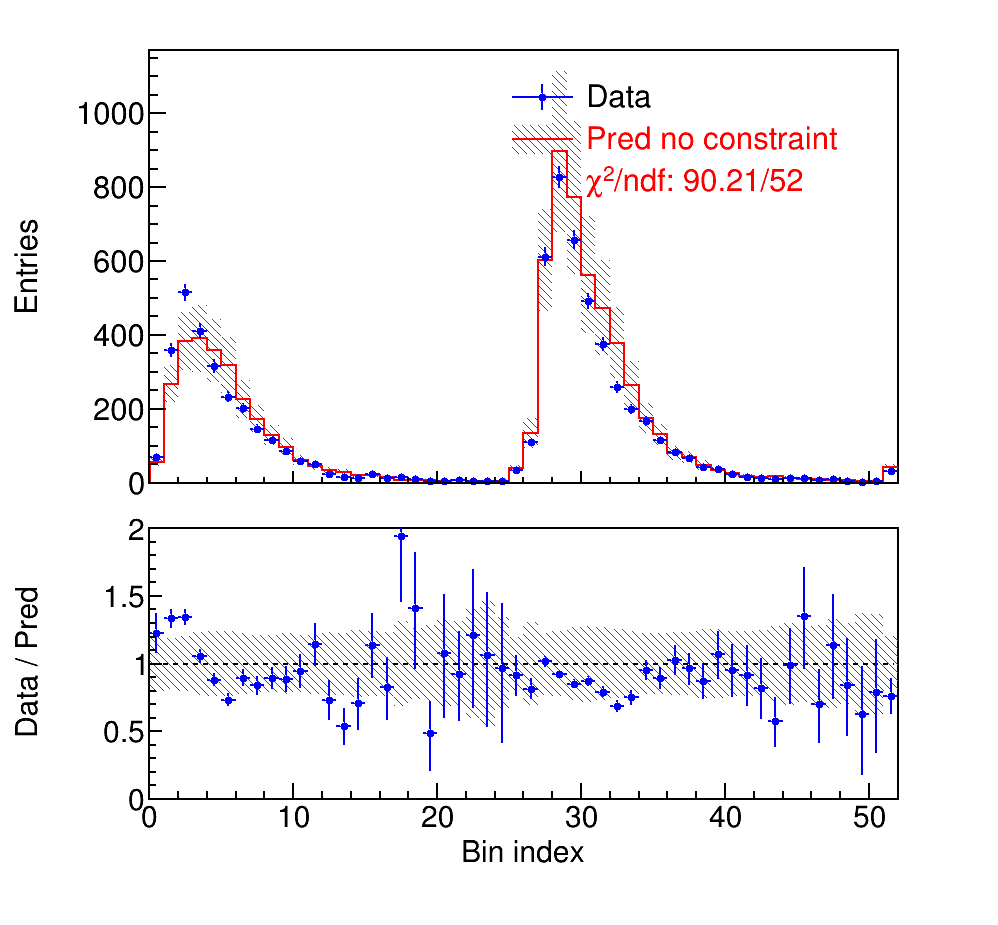 Entries
1000
800
600
400
200
0
Data
Pred no constraint
χ²/ndf: 90.21/52
Data / Pred
2
1.5
1
0.5
0
0 10 20 30 40 50
Bin index